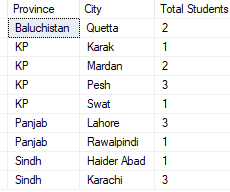 Province City Total Students
Baluchistan Quetta 2
KP Karak 1
KP Mardan 2
KP Pesh 3
KP Swat 1
Panjab Lahore 3
Panjab Rawalpindi 1
Sindh Haider Abad 1
Sindh Karachi 3